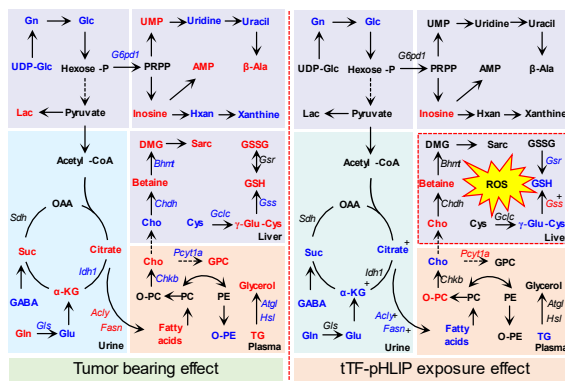 Gn Glc UMP Uridine Uracil
G6pd1
UDP-Glc Hexose -P PRPP AMP β-Ala
Lac Pyruvate Inosine Hxan Xanthine
DMG Sarc GSSG
Bhmt Gsr
Acetyl -CoA
Betaine GSH
Chdh Gss
OAA Gclc
Sdh Cho Cys γ-Glu-Cys
Liver
Suc Citrate Cho Pcyt1a GPC
Idh1 Chkb Glycerol
GABA α-KG O-PC PC PE Atgl
Acly Hsl
Gls Fasn
Gln Glu Fatty acids O-PE TG
Urine Plasma
Tumor bearing effect
Gn Glc UMP Uridine Uracil
G6pd1
UDP-Glc Hexose -P PRPP AMP β-Ala
Lac Pyruvate Inosine Hxan Xanthine
DMG Sarc GSSG
Bhmt Gsr
Acetyl -CoA
Betaine ROS GSH
Chdh + Gss
OAA Gclc
Sdh Cho Cys γ-Glu-Cys
Liver
Suc Citrate + Cho Pcyt1a GPC
Idh1 + Chkb Glycerol
GABA α-KG O-PC PC PE Atgl
Acly + Hsl
Gls Fasn +
Gln Glu Fatty acids O-PE TG
Urine Plasma
tTF-pHLIP exposure effect